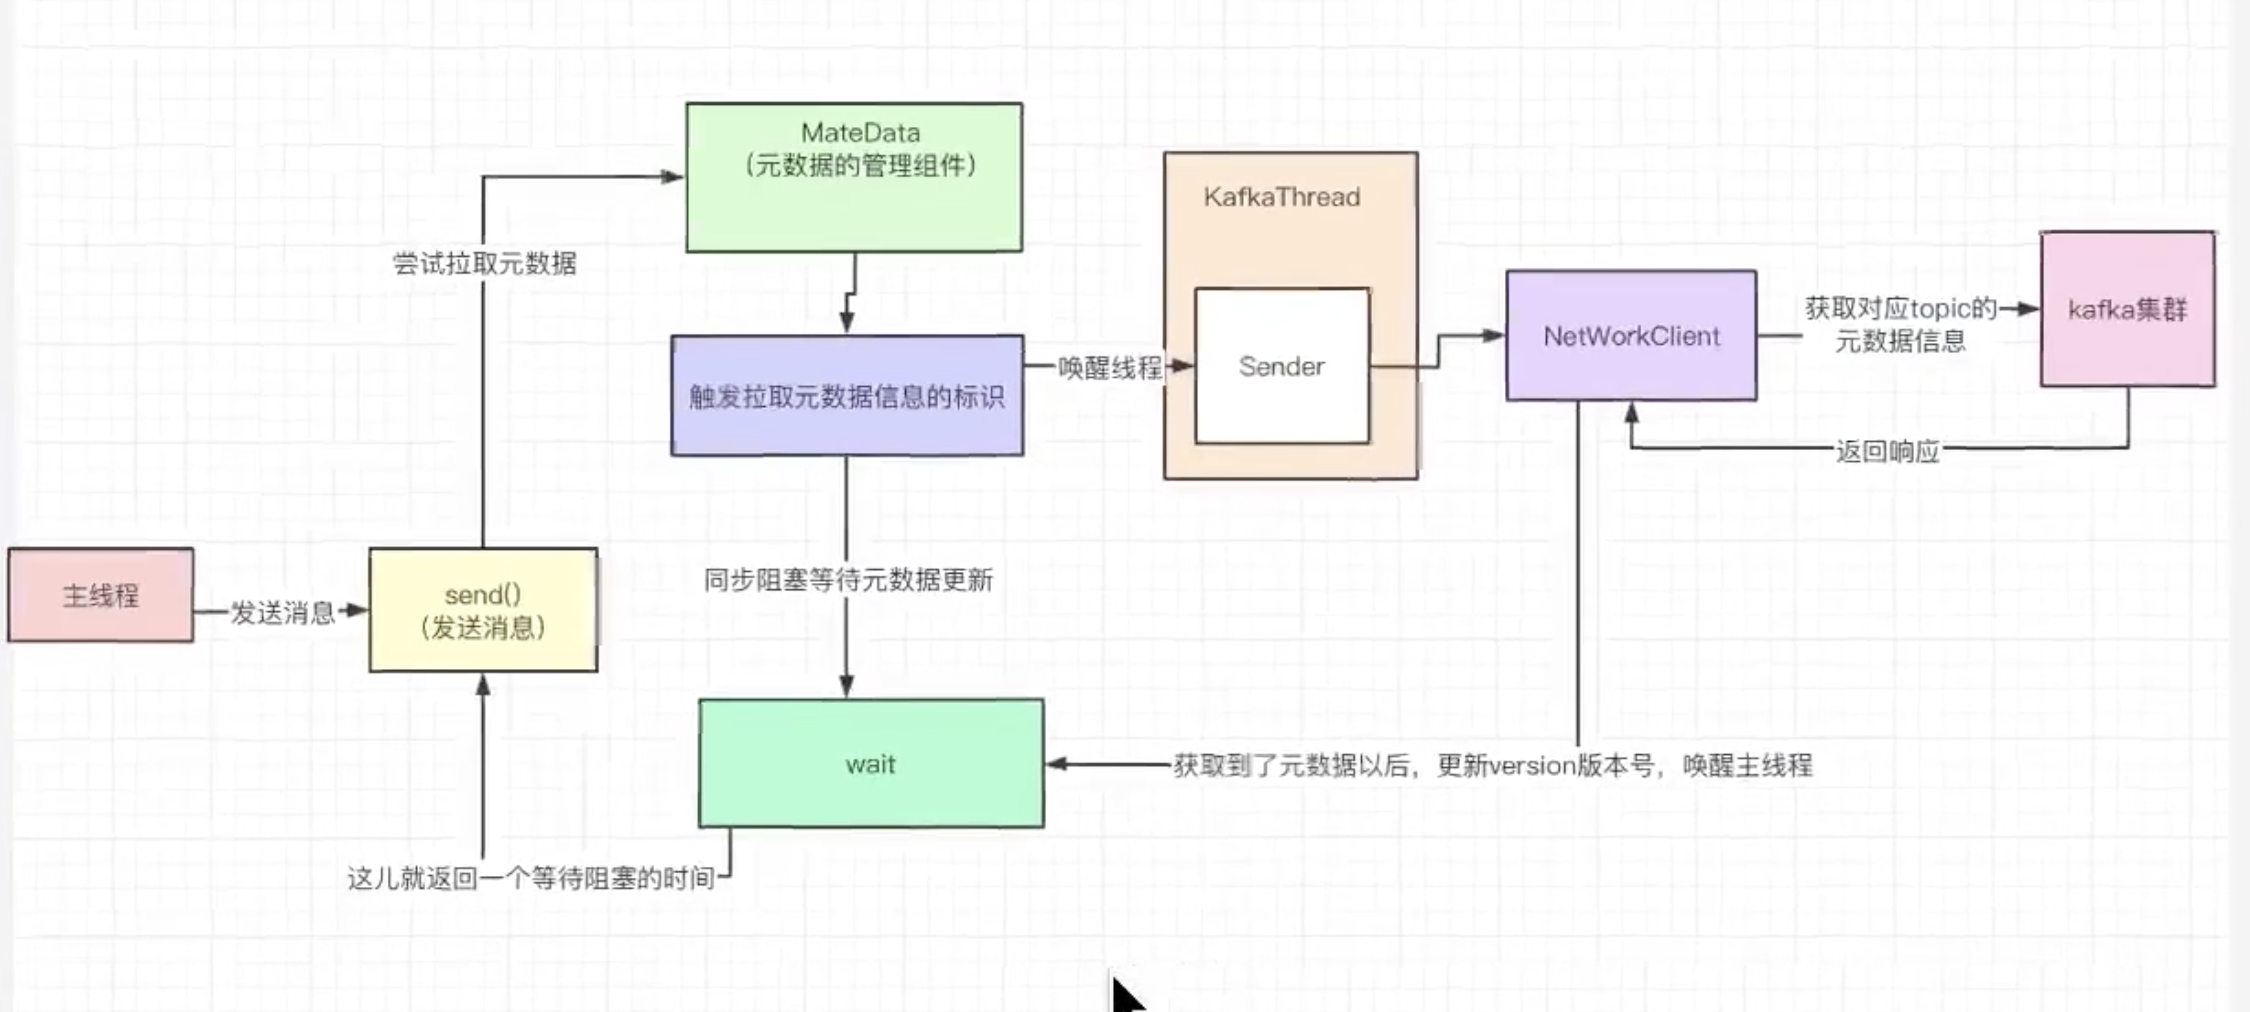 MateData
（元数据的管理组件）
KafkaThread
尝试拉取元数据
NetWorkClient
获取对应topic的
元数据信息
kafka集群
触发拉取元数据信息的标识
唤醒线程
Sender
返回响应
主线程
发送消息
send()
（发送消息）
同步阻塞等待元数据更新
wait
获取到了元数据以后，更新version版本号，唤醒主线程
这儿就返回一个等待阻塞的时间